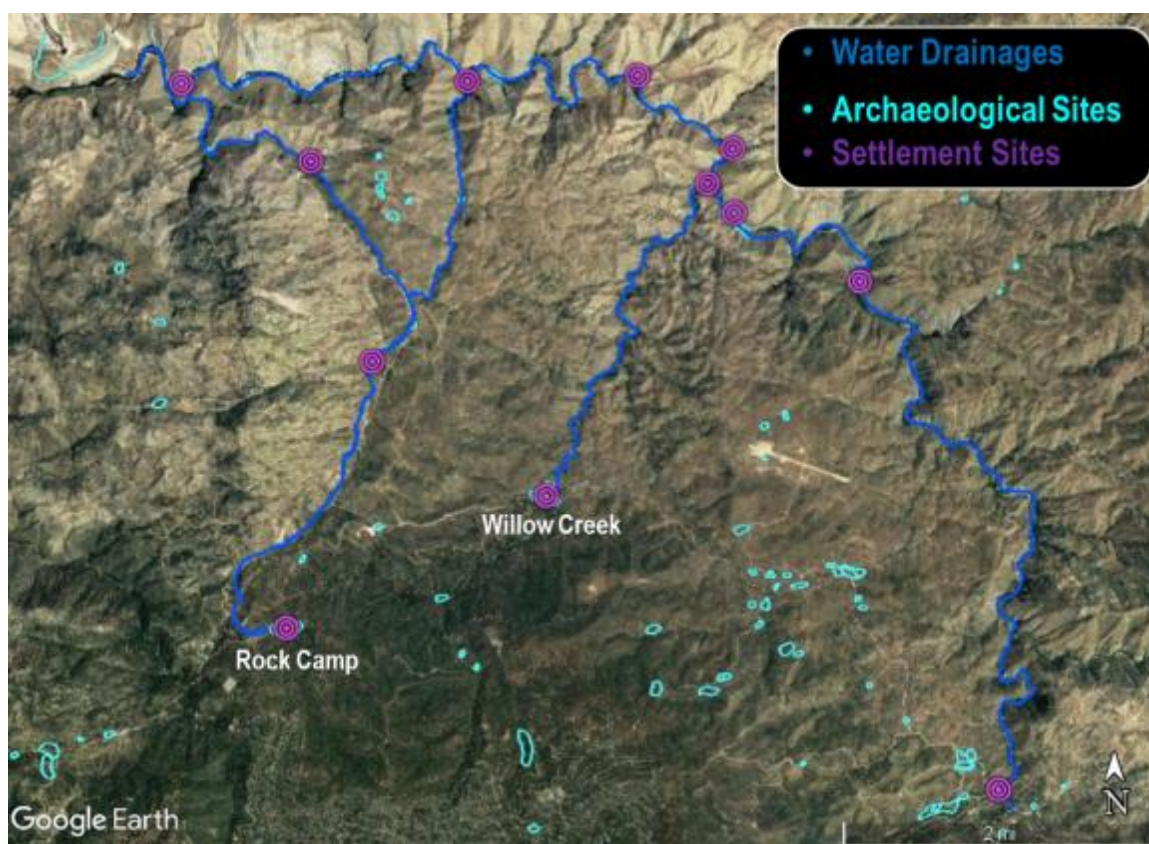 • Water Drainages
• Archaeological Sites
• Settlement Sites
Willow Creek
Rock Camp
Google Earth
N
2 mi